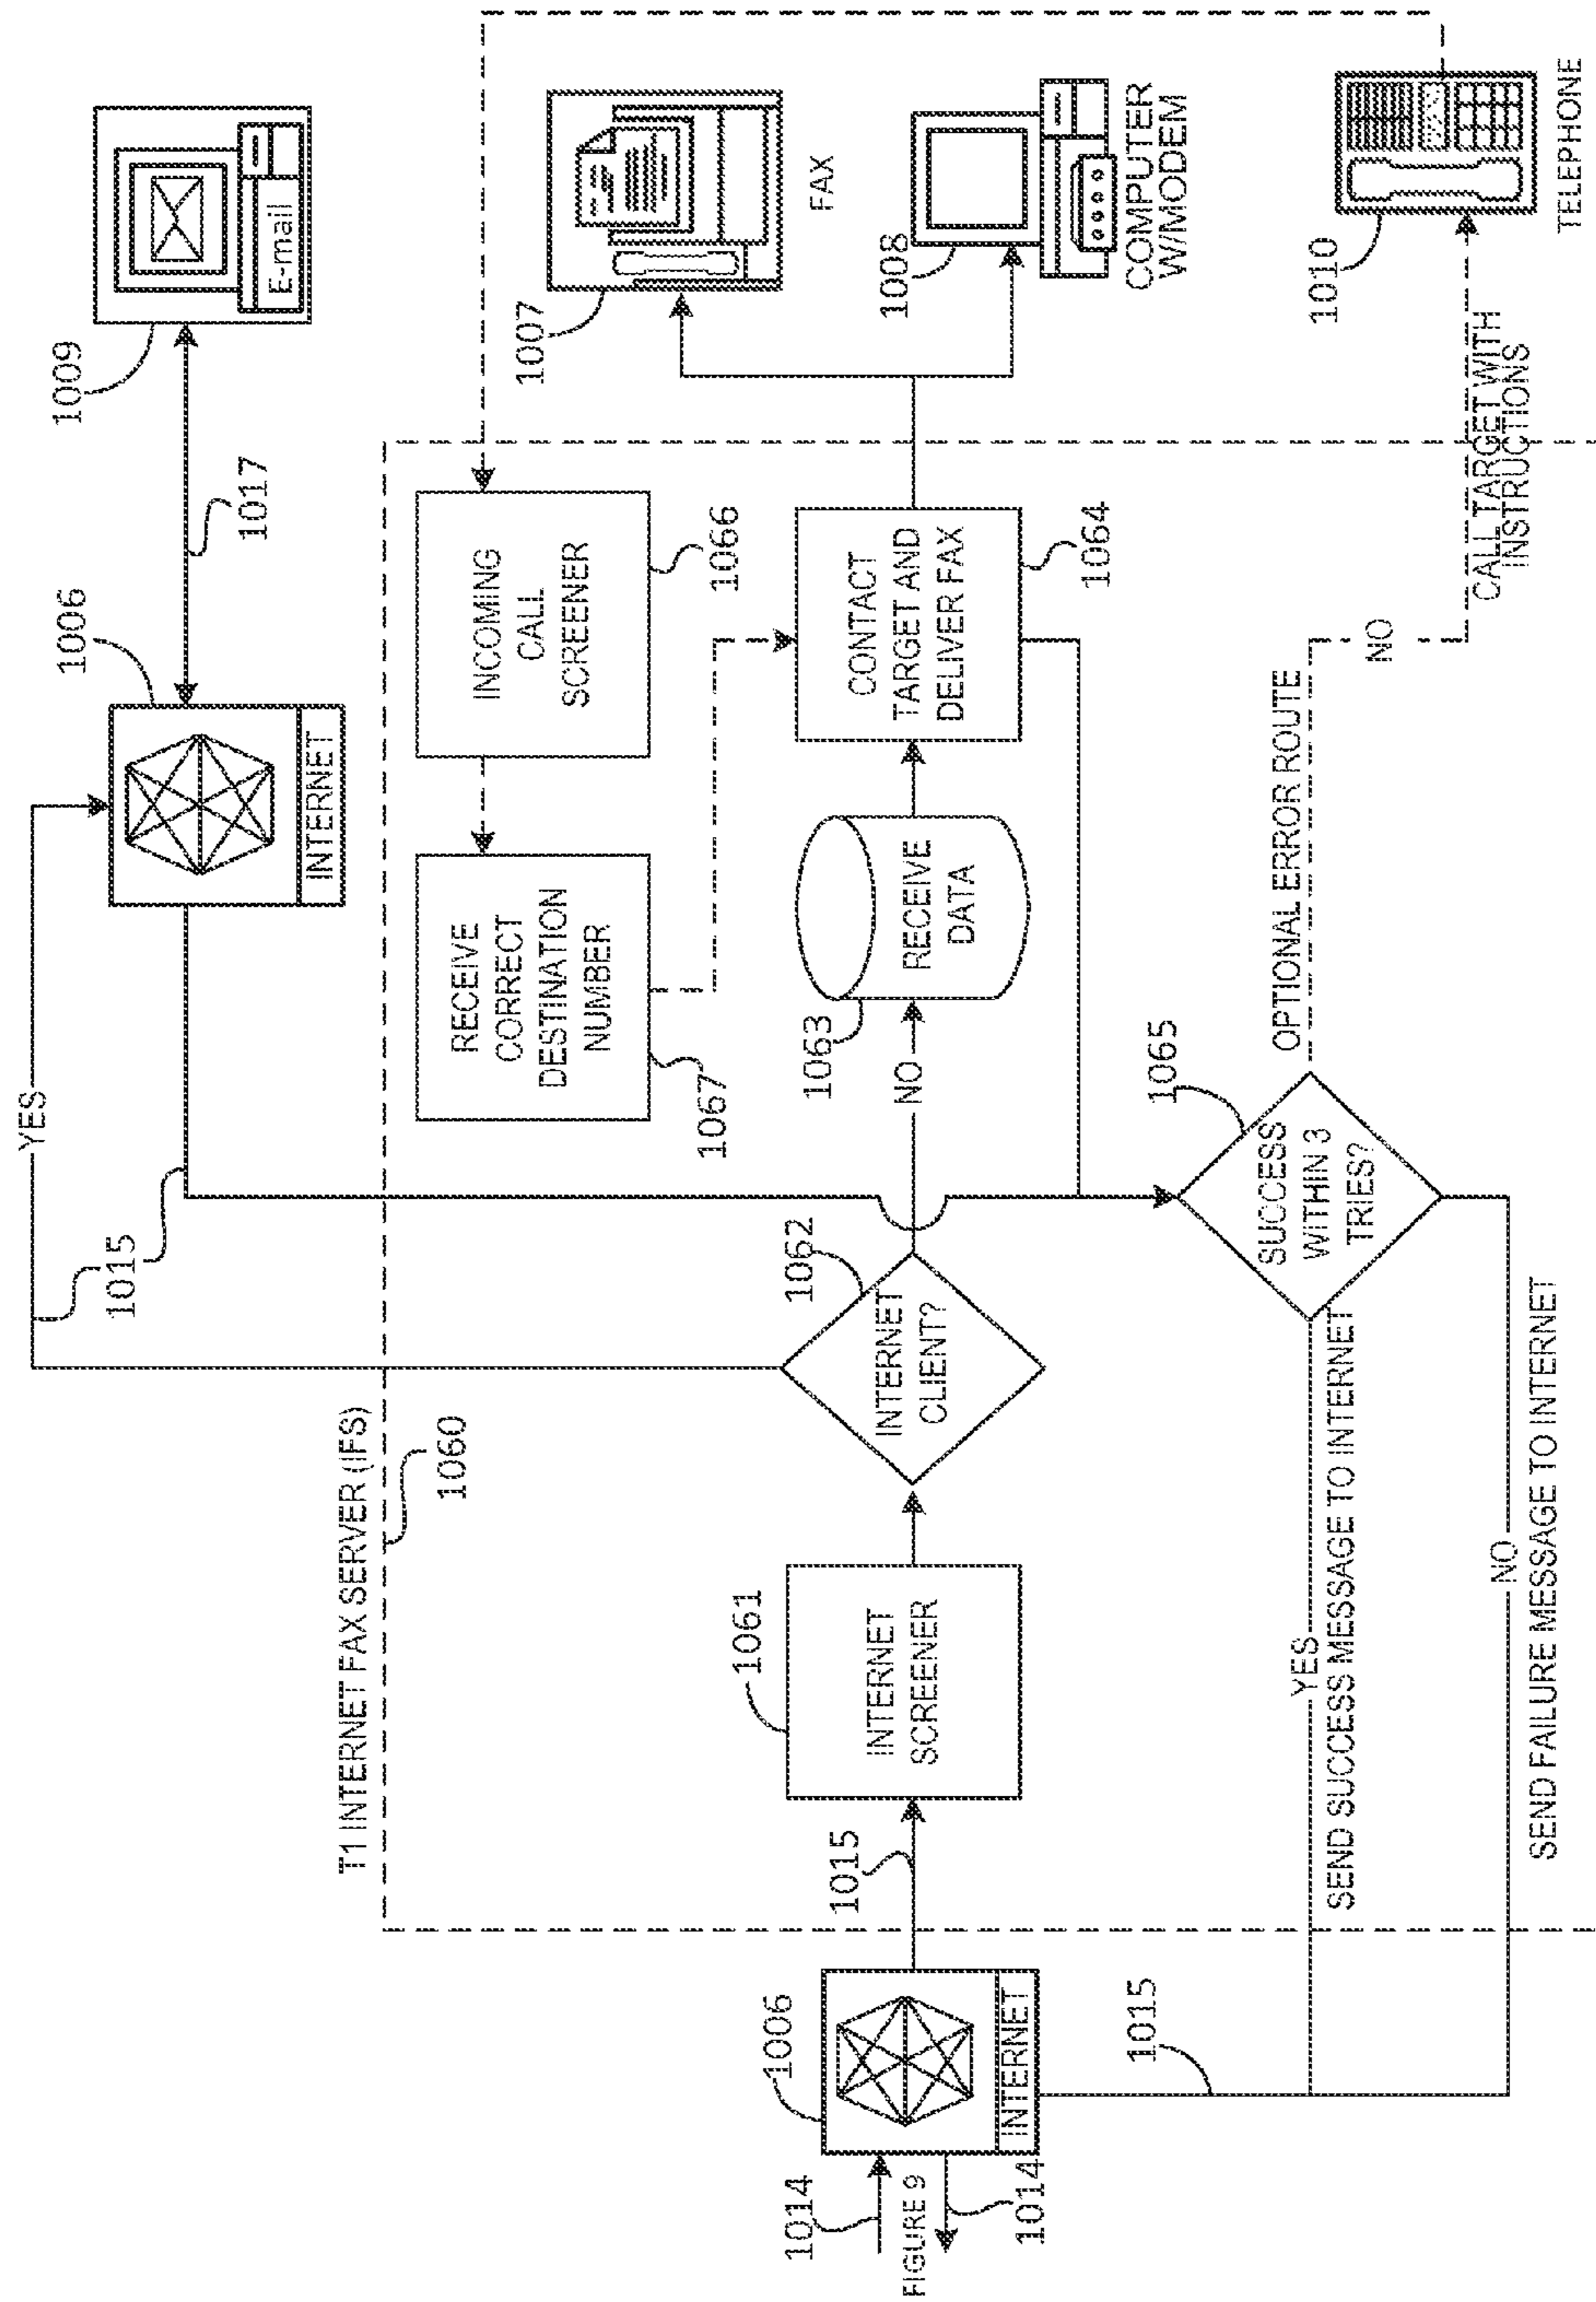 YES
1015
1006
INTERNET
1017
1009
E-mail
T1 INTERNET FAX SERVER (IFS)
1060
RECEIVE
CORRECT
DESTINATION
NUMBER
1067
INCOMING
CALL
SCREENER
1066
1007
FAX
1014
FIGURE 9
1014
1006
INTERNET
1015
1061
INTERNET
SCREENER
1062
INTERNET
CLIENT?
NO
1063
RECEIVE
DATA
CONTACT
TARGET AND
DELIVER FAX
1064
1008
COMPUTER
W/MODEM
1015
YES
SEND SUCCESS MESSAGE TO INTERNET
NO
SEND FAILURE MESSAGE TO INTERNET
1065
SUCCESS
WITHIN 3
TRIES?
OPTIONAL ERROR ROUTE
NO
CALL TARGET WITH
INSTRUCTIONS
1010
TELEPHONE